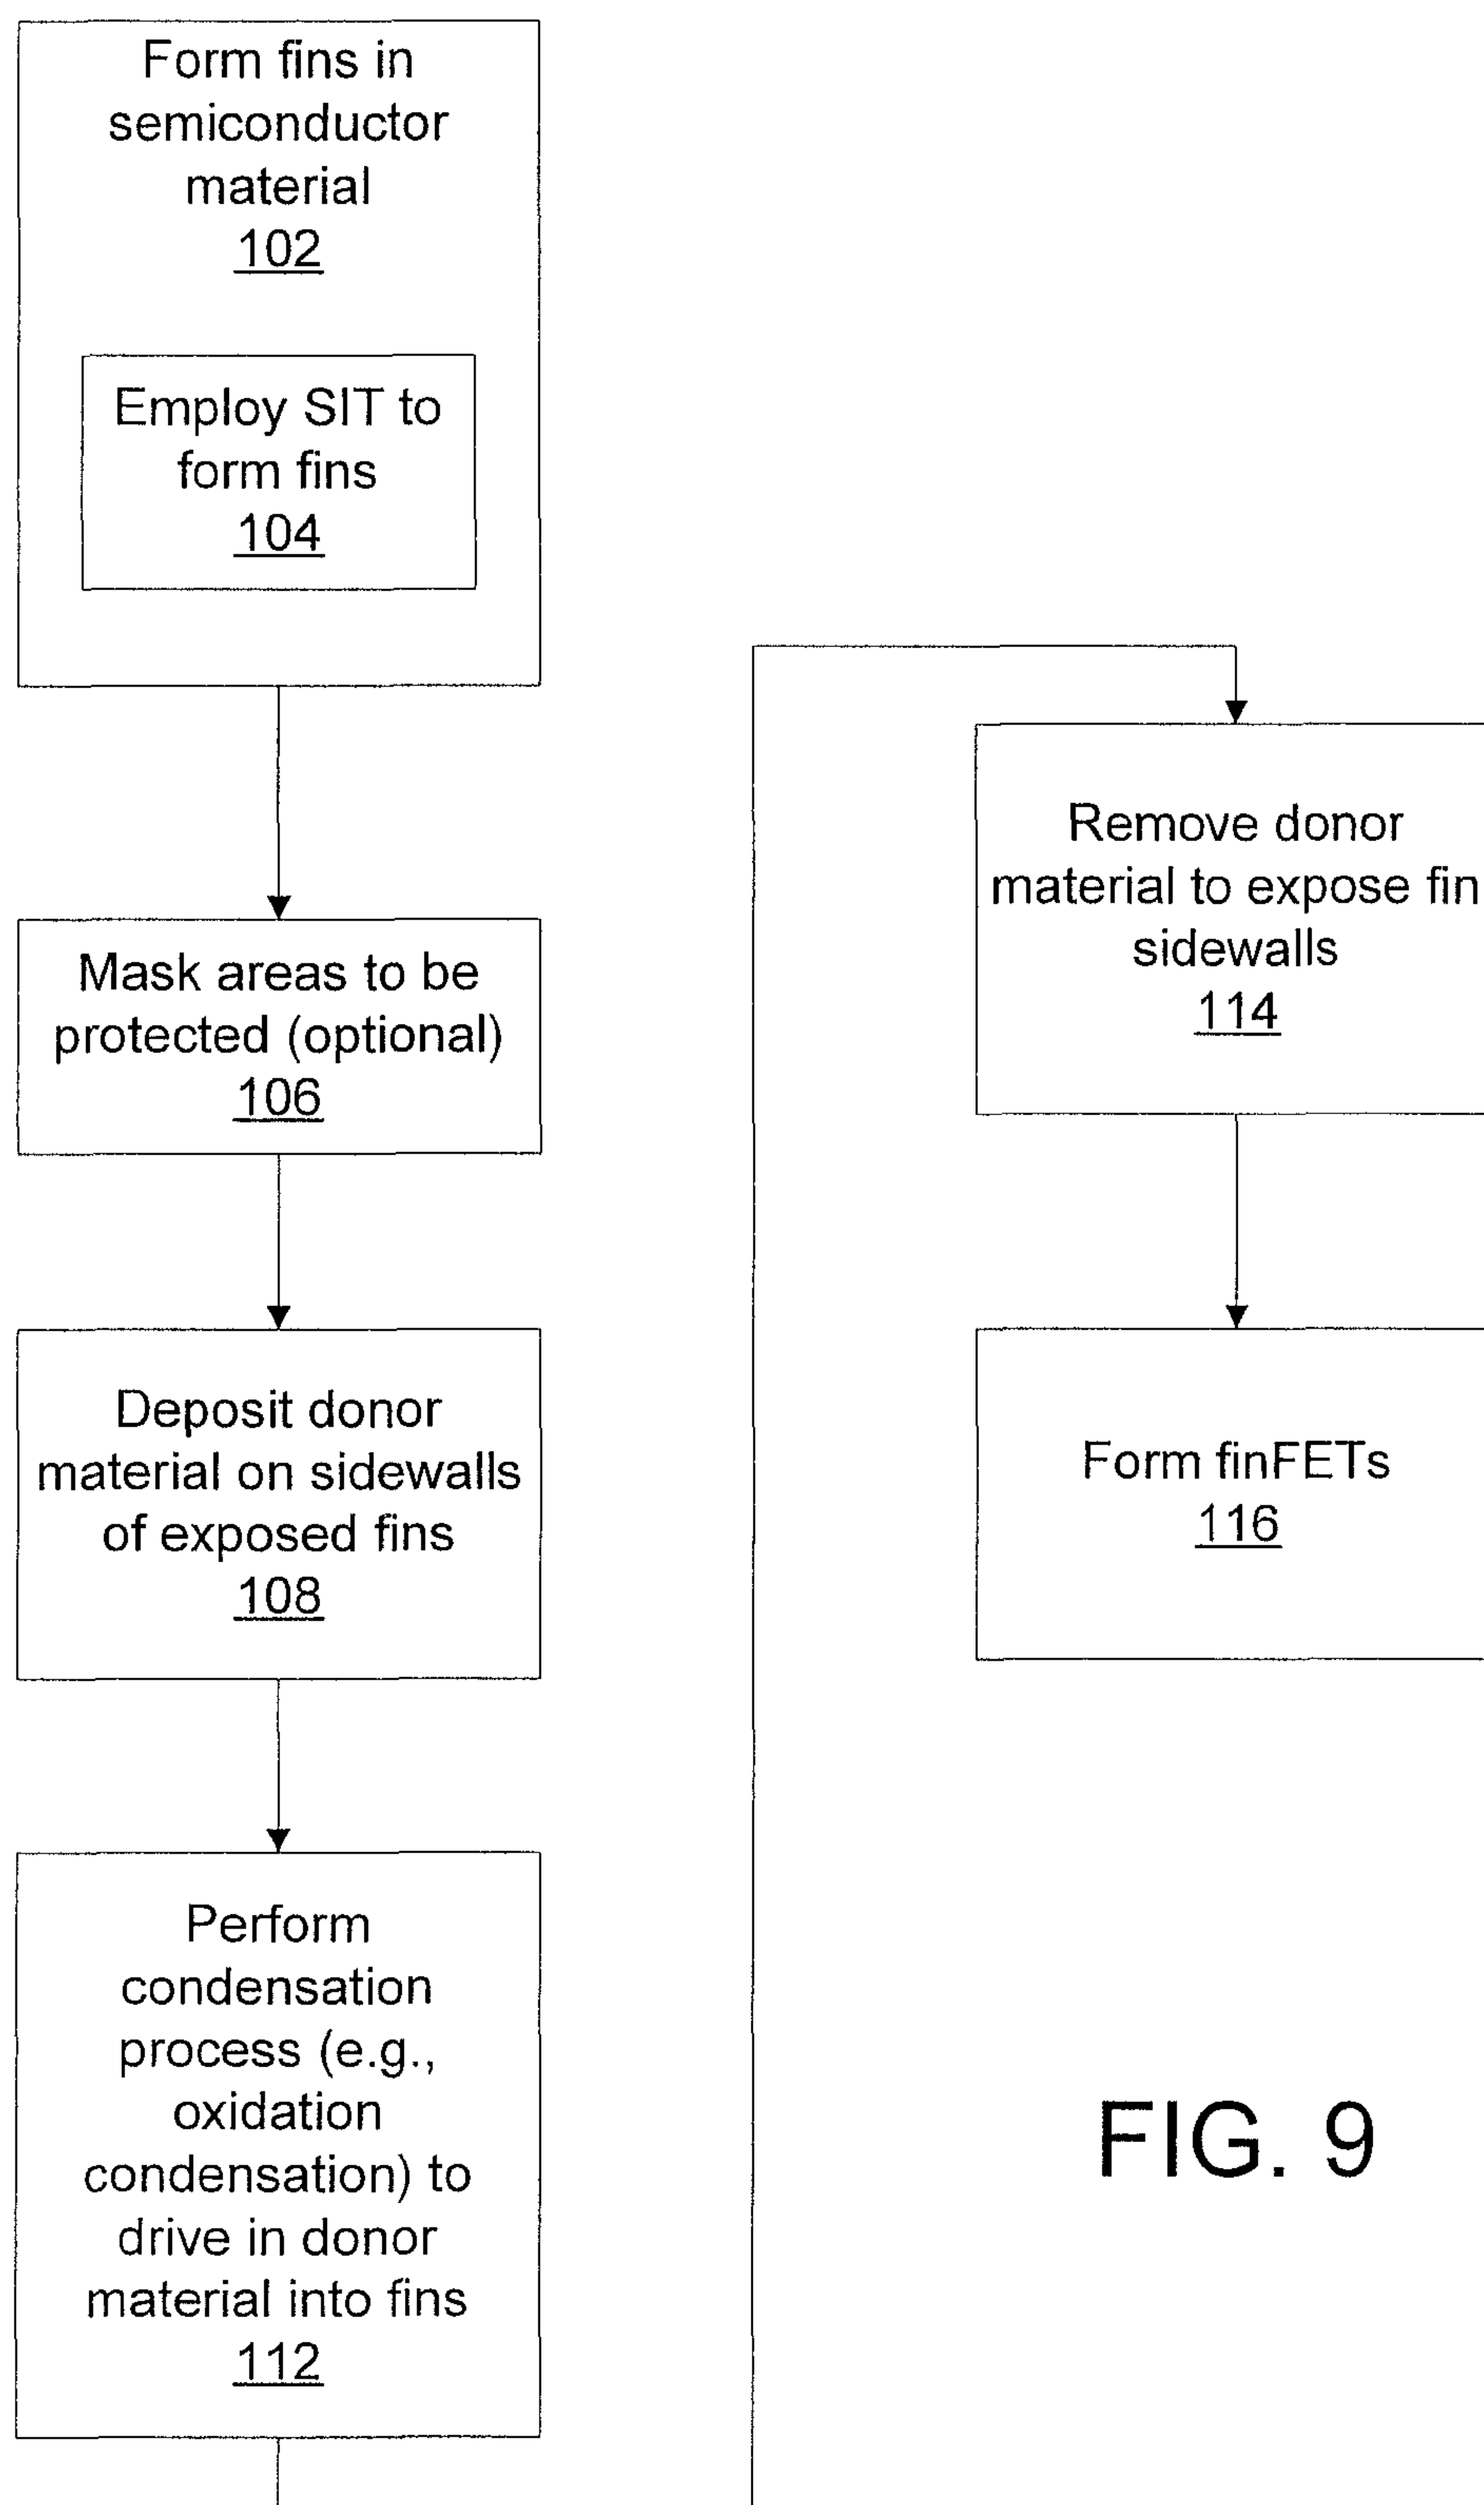 Form fins in
semiconductor
material
102
Employ SIT to
form fins
104
Mask areas to be
protected (optional)
106
Deposit donor
material on sidewalls
of exposed fins
108
Perform
condensation
process (e.g.,
oxidation
condensation) to
drive in donor
material into fins
112
Remove donor
material to expose fin
sidewalls
114
Form finFETs
116
FIG. 9